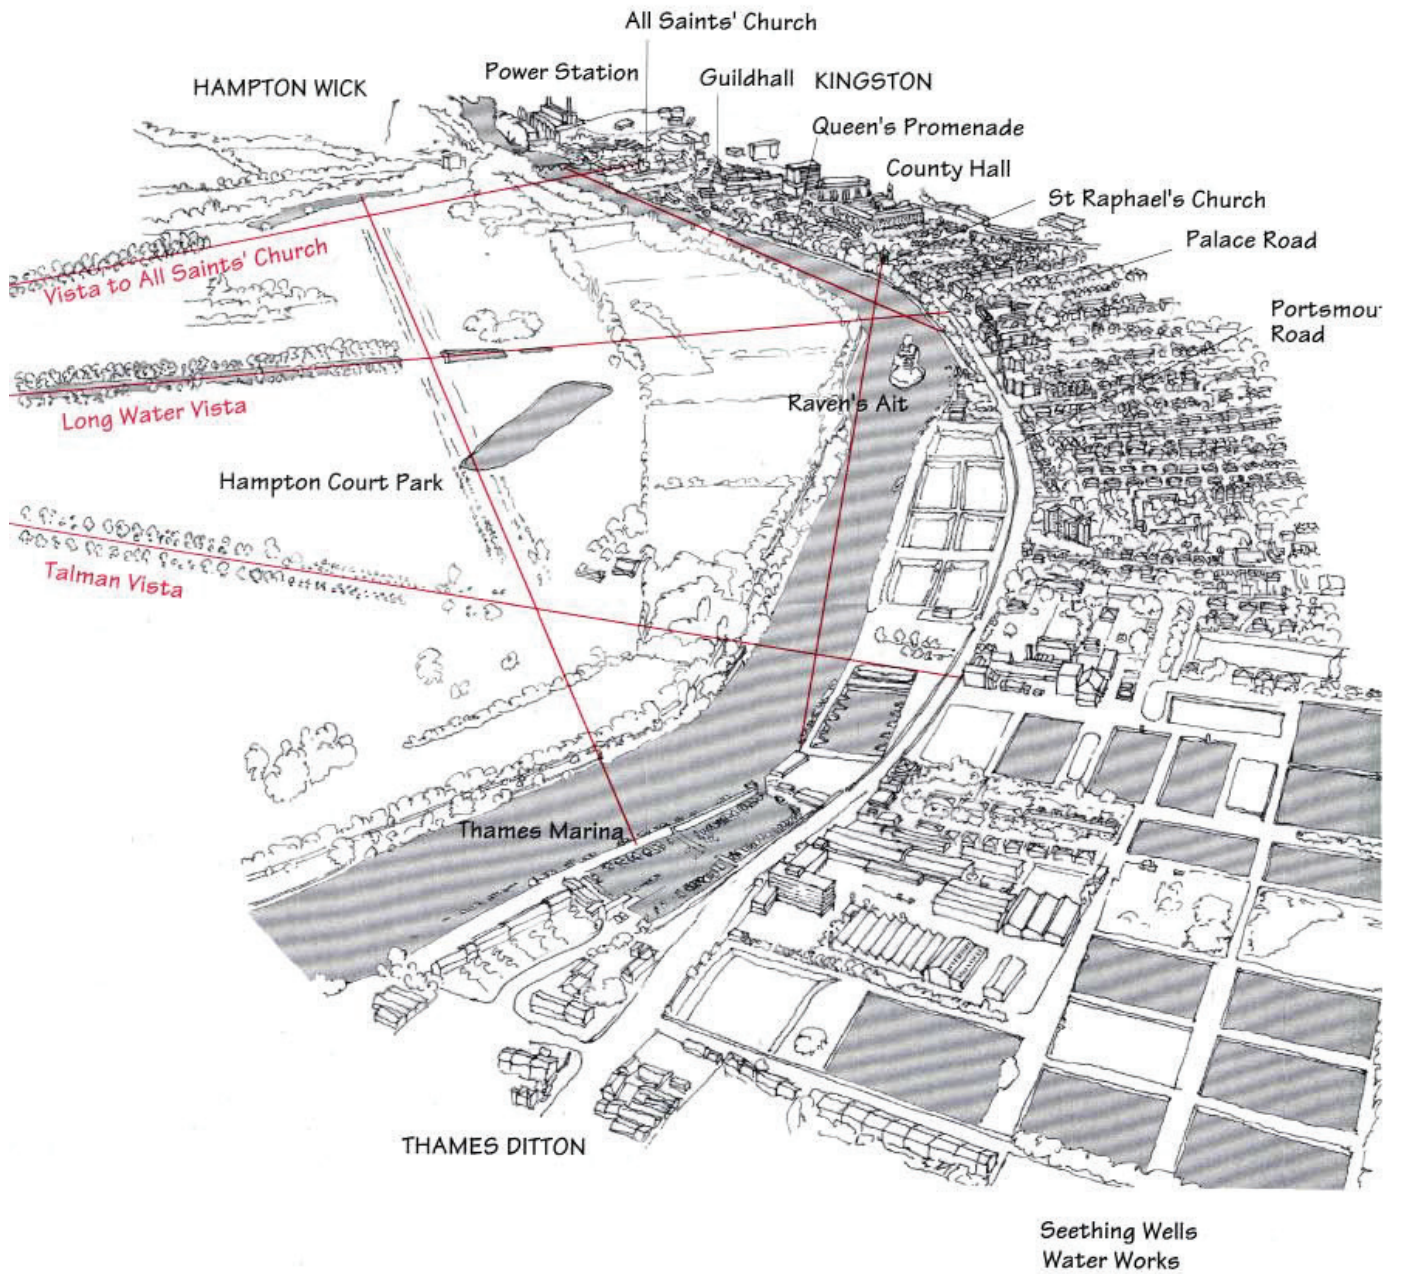 All Saints' Church
Power Station
Guildhall
KINGSTON
HAMPTON WICK
Queen's Promenade
County Hall
St Raphael's Church
Palace Road
Vista to All Saints' Church
Portsmou
Road
Raven's Ait
Long Water Vista
Hampton Court Park
Talman Vista
Thames Marina
THAMES DITTON
Seething Wells
Water Works